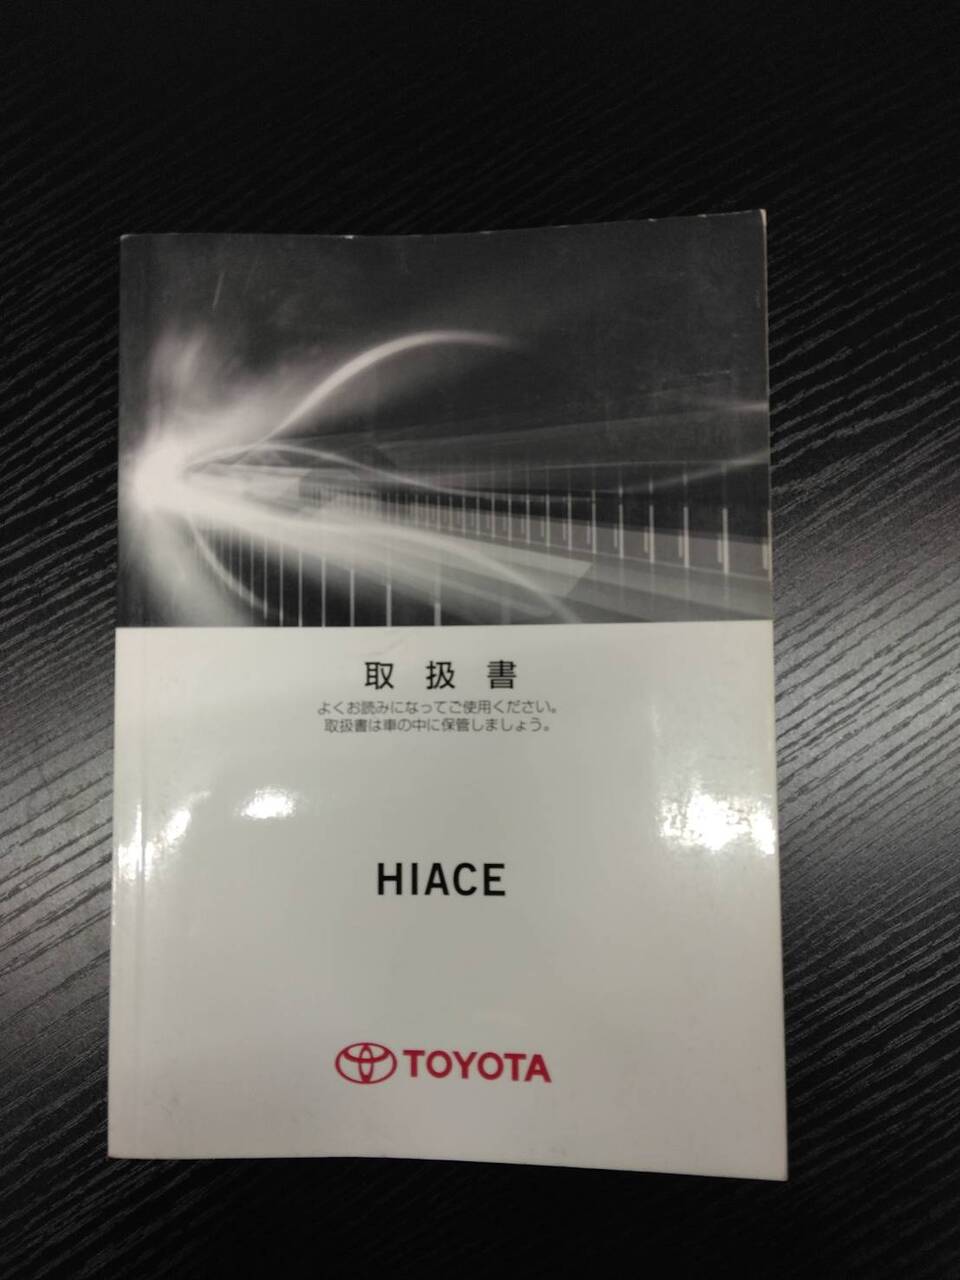 取扱書
よくお読みになってご使用ください。
取扱書は車の中に保管しましょう。
HIACE
TOYOTA